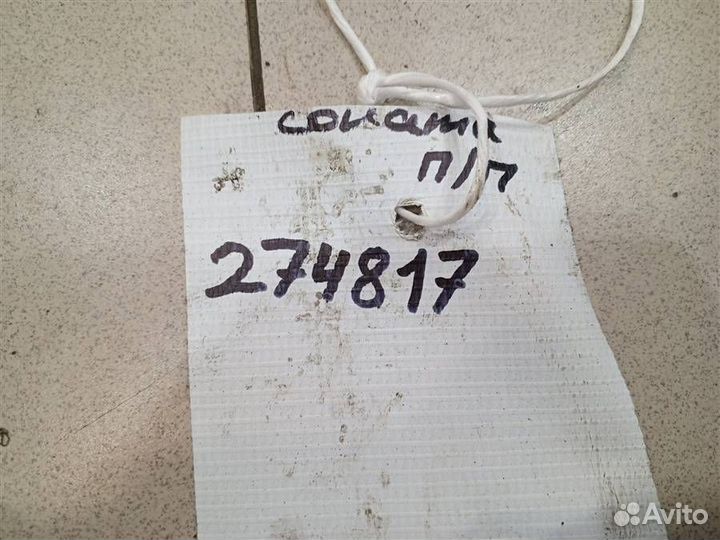 соната
п/п
274817
Avito